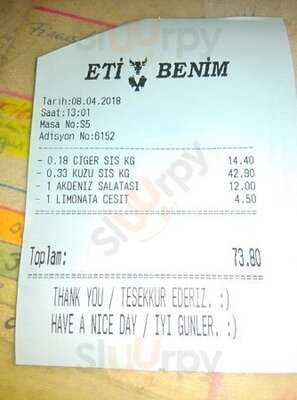 ETİ BENİM
Tarih:08.04.2018
Saat:13:01
Masa No:S5
Adisyon No:6152
- 0.18 CIGER SIS KG 14.40
- 0.33 KUZU SIS KG 42.90
- 1 AKDENIZ SALATASI 12.00
- 1 LIMONATA CESIT 4.50
Toplam: 73.80
THANK YOU / TESEKKUR EDERIZ. :)
HAVE A NICE DAY / IYI GUNLER. :)
Sluurpy